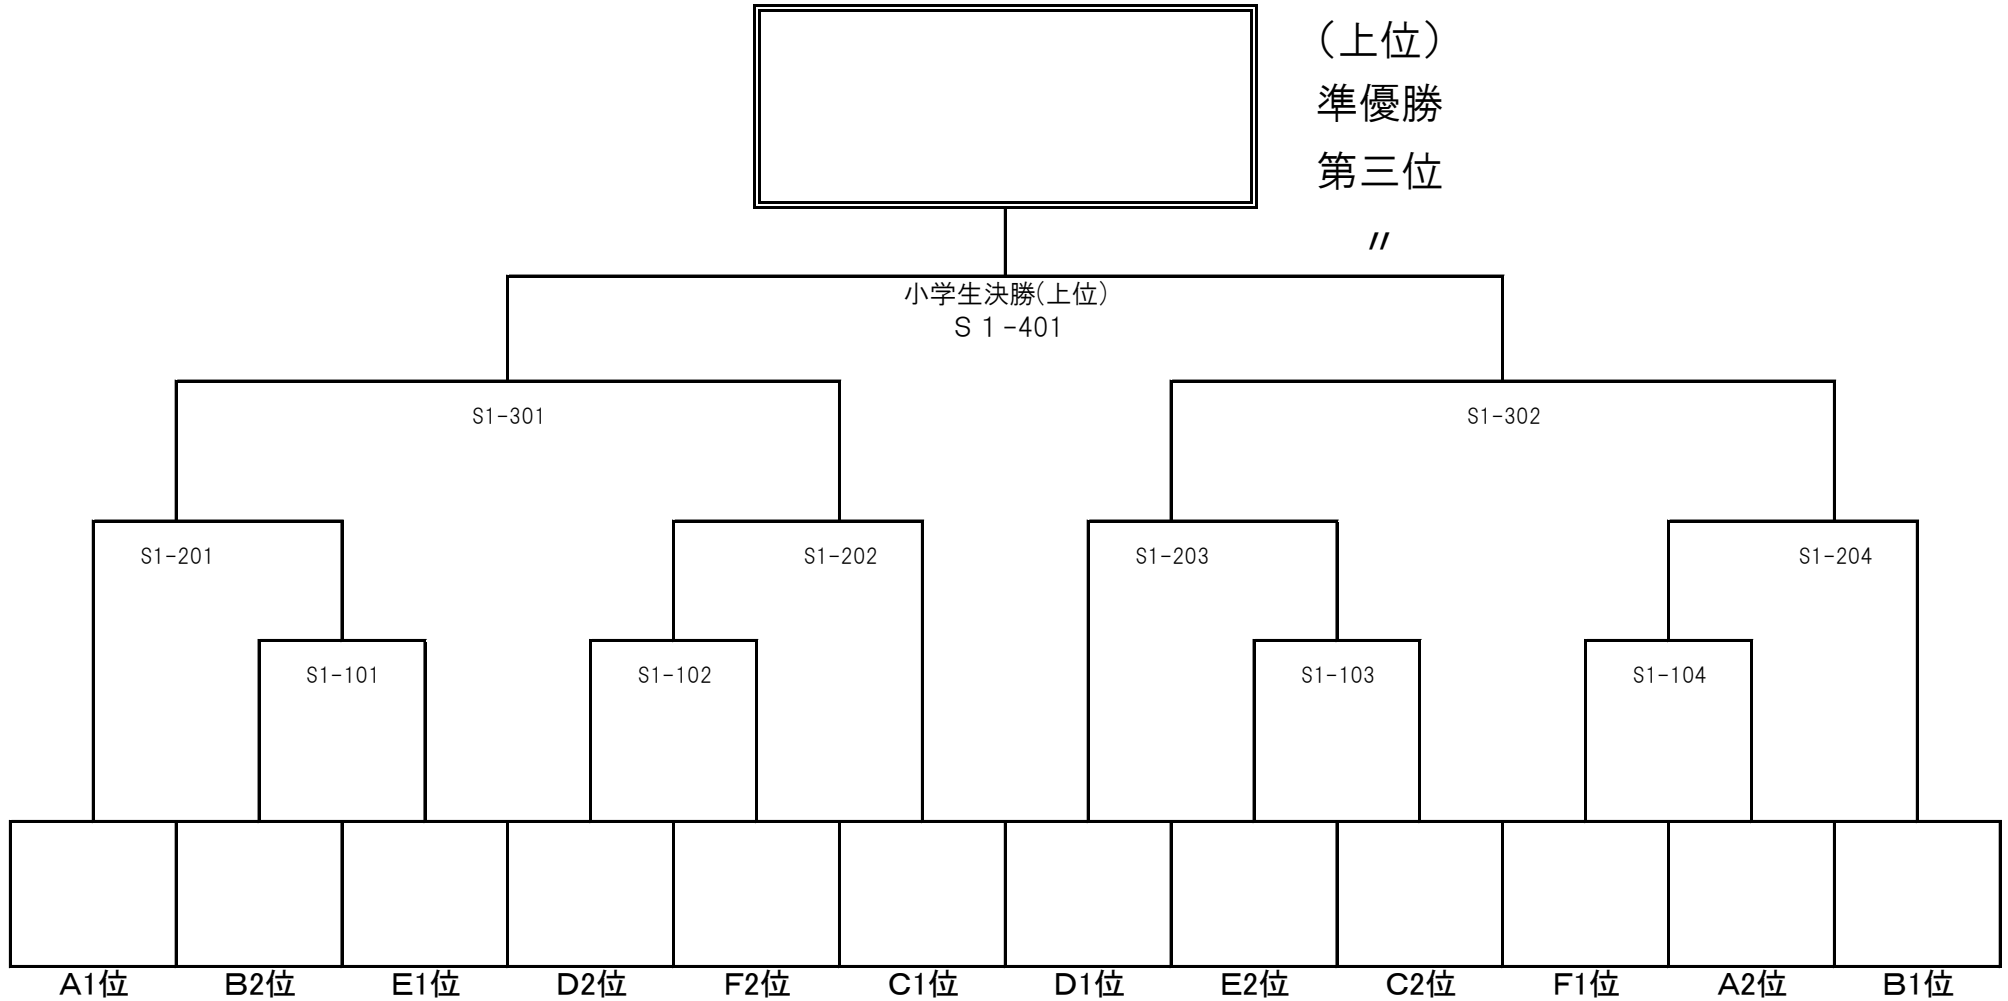 （上位）
準優勝
第三位
〃
小学生決勝(上位)
Ｓ１-401
S1-301
S1-302
S1-201
S1-202
S1-203
S1-204
S1-101
S1-102
S1-103
S1-104
A1位
B2位
E1位
D2位
F2位
C1位
D1位
E2位
C2位
F1位
A2位
B1位